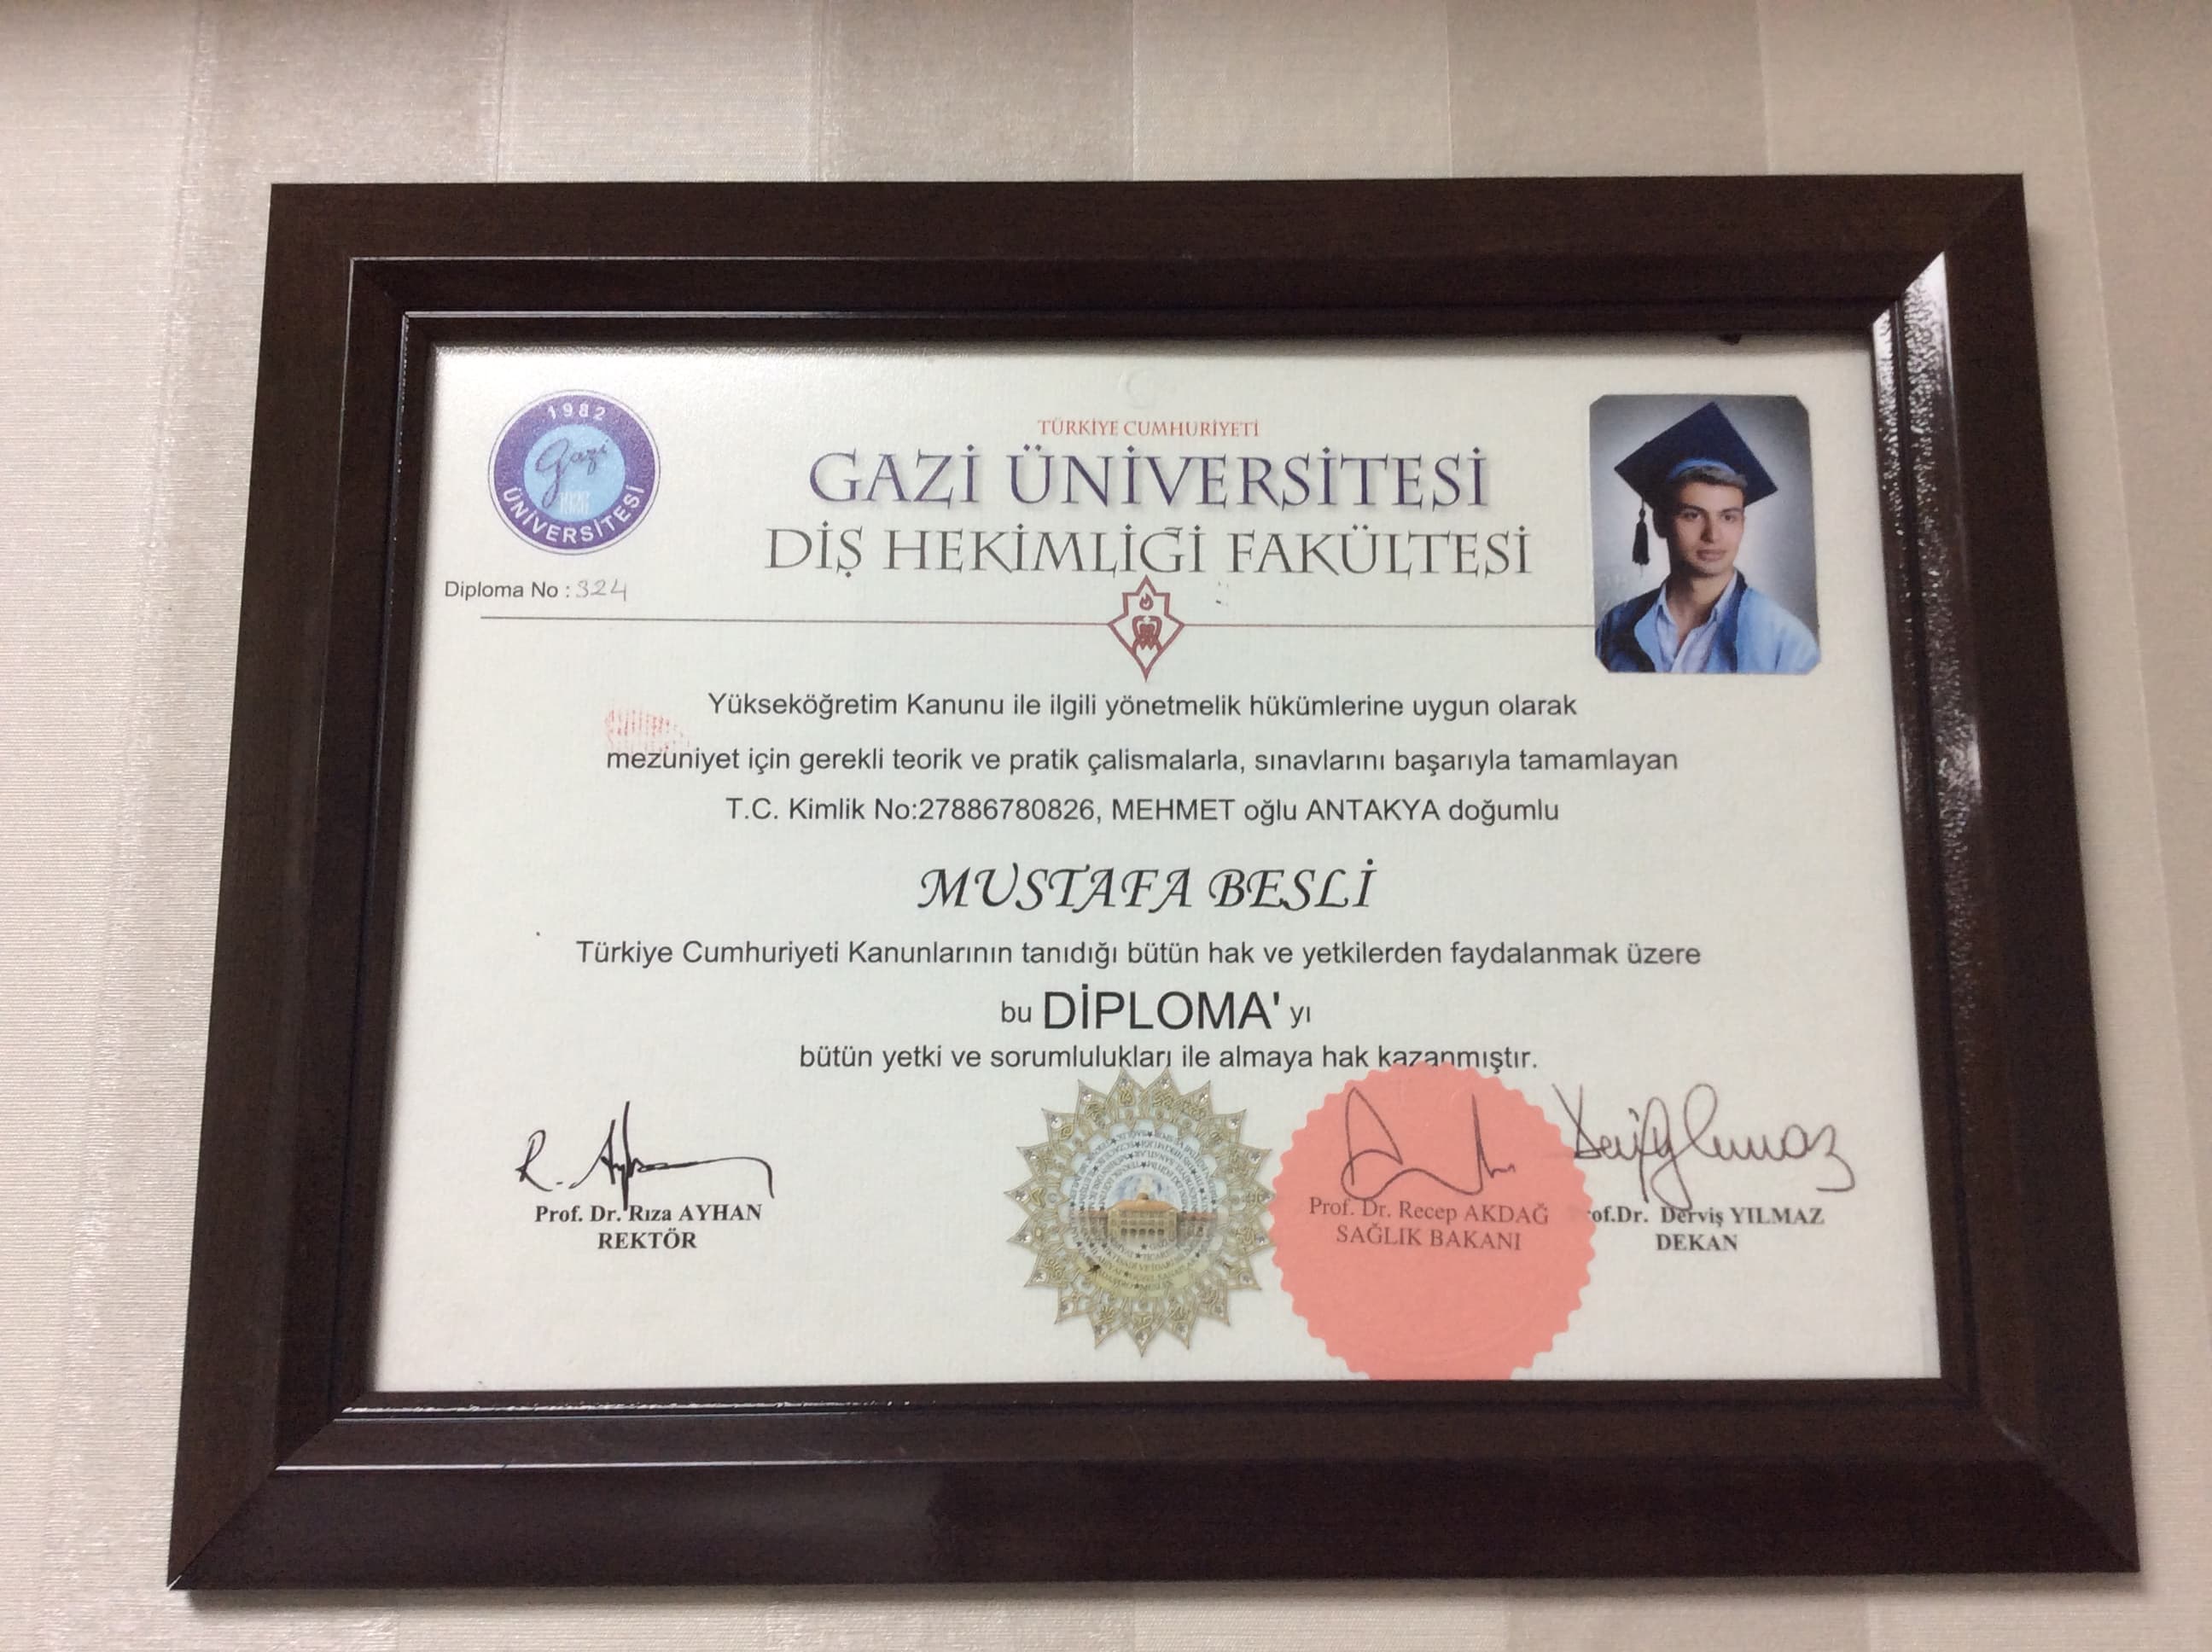 1982
Gazi
1926
ÜNİVERSİTESİ
TÜRKİYE CUMHURİYETİ
GAZİ ÜNİVERSİTESİ
DİŞ HEKİMLİĞİ FAKÜLTESİ
Diploma No : 324
Yükseköğretim Kanunu ile ilgili yönetmelik hükümlerine uygun olarak
mezuniyet için gerekli teorik ve pratik çalismalarla, sınavlarını başarıyla tamamlayan
T.C. Kimlik No:27886780826, MEHMET oğlu ANTAKYA doğumlu
MUSTAFA BESLİ
Türkiye Cumhuriyeti Kanunlarının tanıdığı bütün hak ve yetkilerden faydalanmak üzere
bu DİPLOMA' yı
bütün yetki ve sorumlulukları ile almaya hak kazanmıştır.
R. Ayhan
Prof. Dr. Rıza AYHAN
REKTÖR
Prof. Dr. Recep AKDAĞ
SAĞLIK BAKANI
of.Dr. Derviş YILMAZ
DEKAN